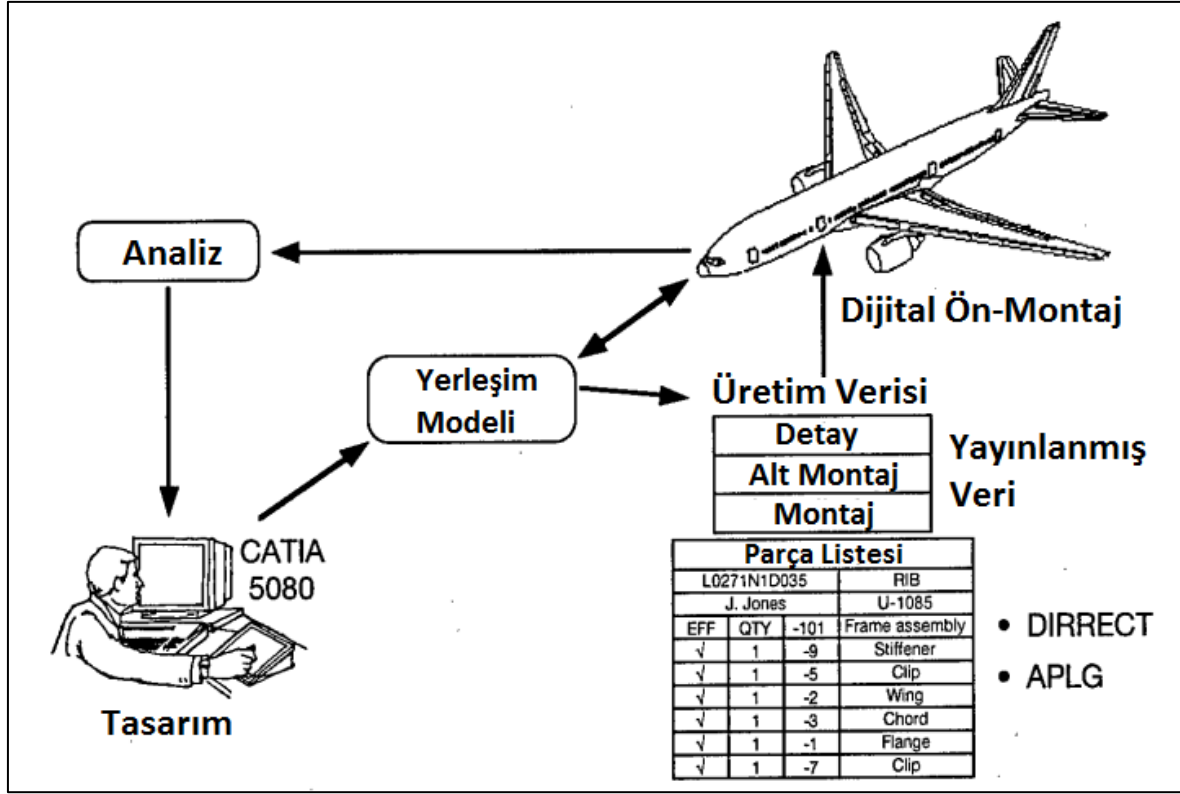 Analiz
Dijital Ön-Montaj
Yerleşim
Modeli
Üretim Verisi
Detay
Alt Montaj
Montaj
Yayınlanmış
Veri
CATIA
5080
Tasarım
Parça Listesi
L0271N1D035 RIB
J. Jones U-1085
EFF QTY -101 Frame assembly
√ 1 -9 Stiffener
√ 1 -5 Clip
√ 1 -2 Wing
√ 1 -3 Chord
√ 1 -1 Flange
√ 1 -7 Clip
• DIRRECT
• APLG